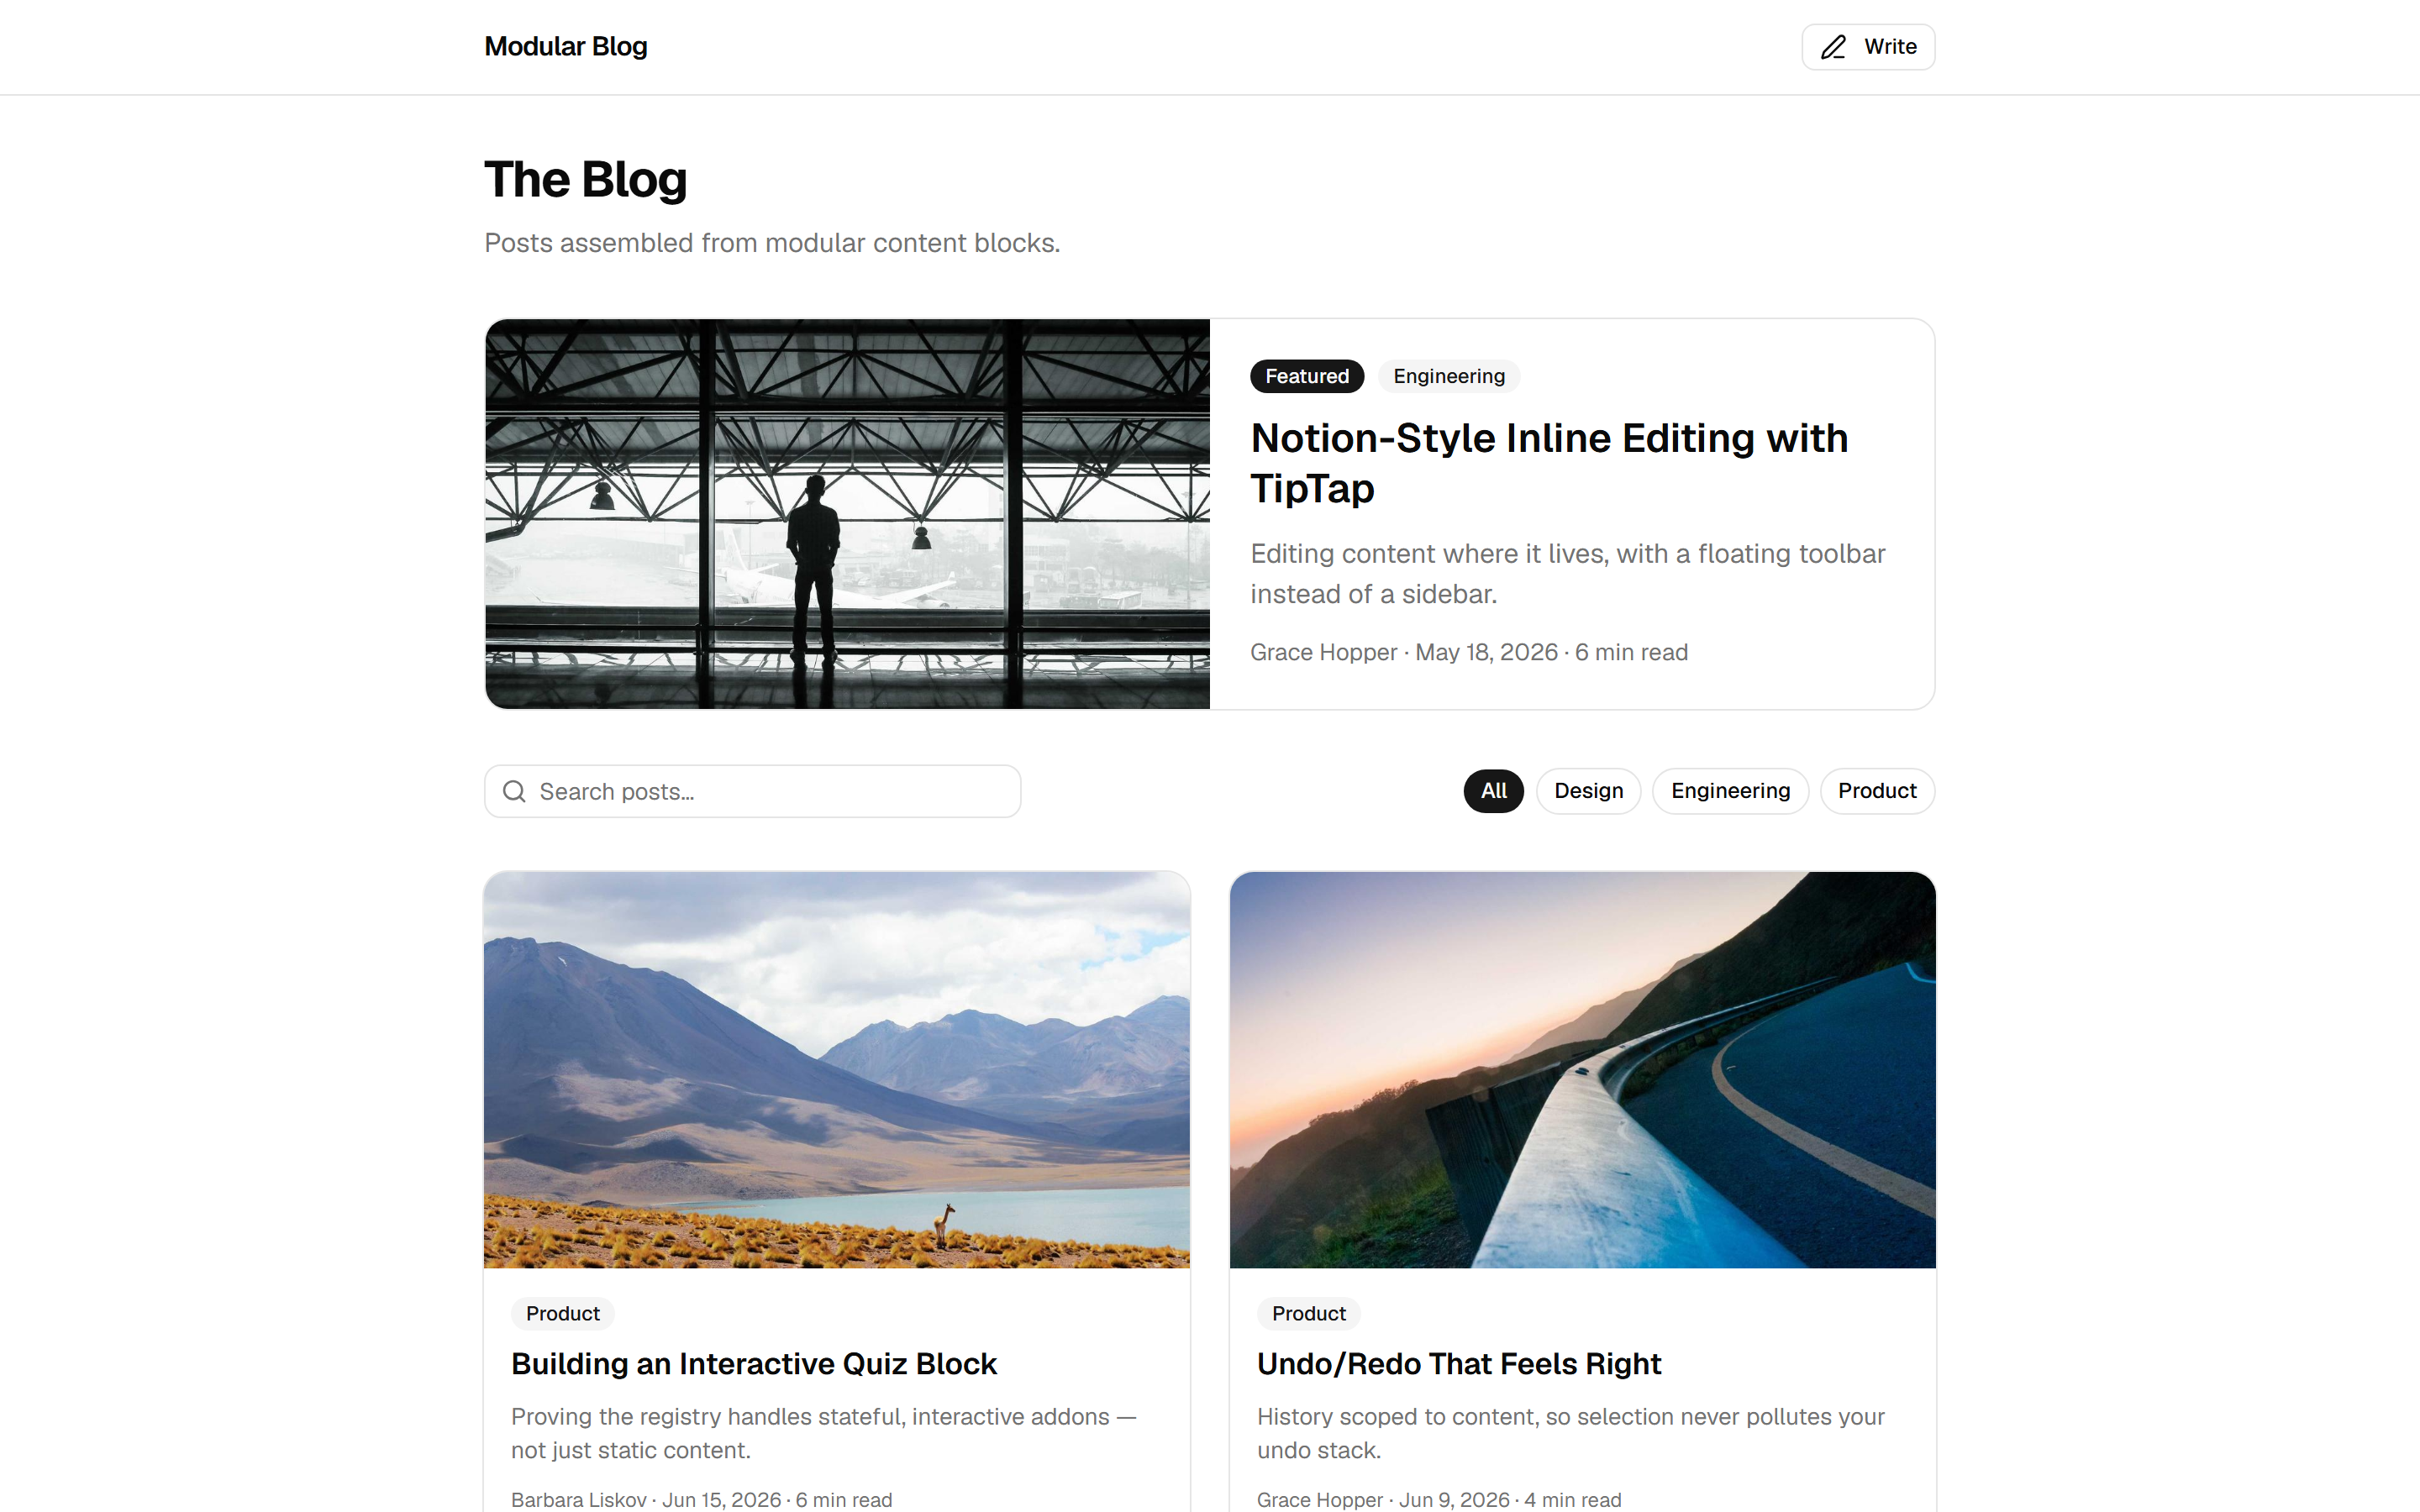 Modular Blog
Write
The Blog
Posts assembled from modular content blocks.
Featured
Engineering
Notion-Style Inline Editing with
TipTap
Editing content where it lives, with a floating toolbar
instead of a sidebar.
Grace Hopper · May 18, 2026 · 6 min read
Search posts...
All
Design
Engineering
Product
Product
Building an Interactive Quiz Block
Proving the registry handles stateful, interactive addons —
not just static content.
Barbara Liskov · Jun 15, 2026 · 6 min read
Product
Undo/Redo That Feels Right
History scoped to content, so selection never pollutes your
undo stack.
Grace Hopper · Jun 9, 2026 · 4 min read